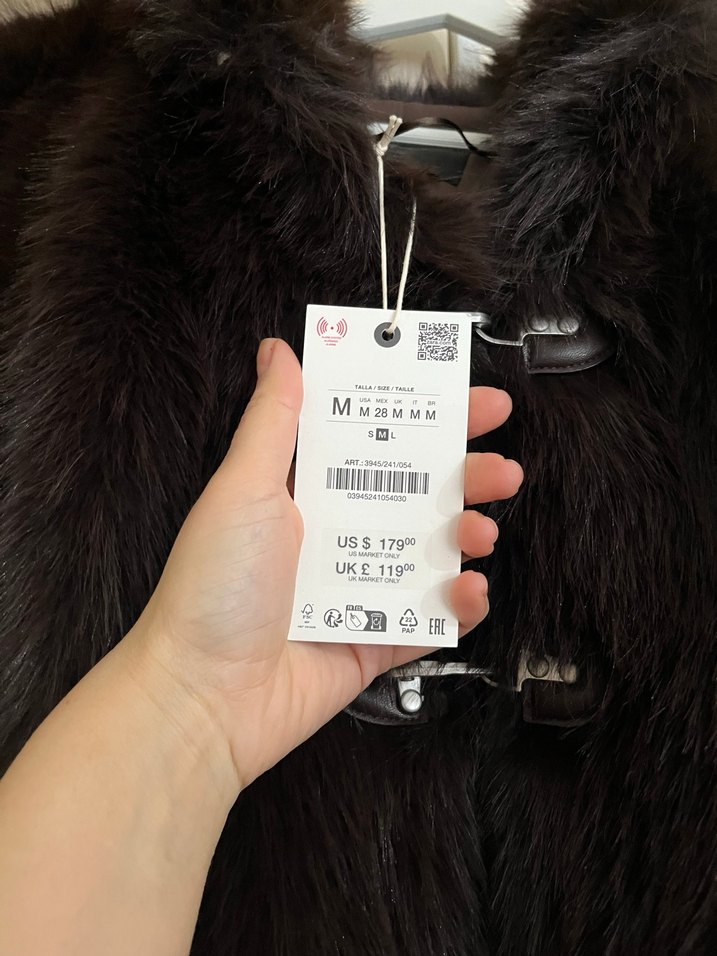 TALLA / SIZE / TAILLE
M
USA MEX UK IT BR
M 28 M M M
S M L
ART.: 3945/241/054
03945241054030
US $ 179⁰⁰
US MARKET ONLY
UK £ 119⁰⁰
UK MARKET ONLY
FSC
22
PAP
EAC